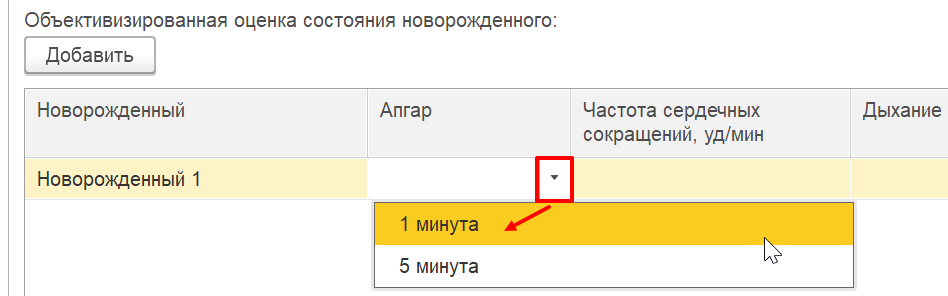 Объективизированная оценка состояния новорожденного:
Добавить
Новорожденный
Апгар
Частота сердечных
сокращений, уд/мин
Дыхание
Новорожденный 1
1 минута
5 минута